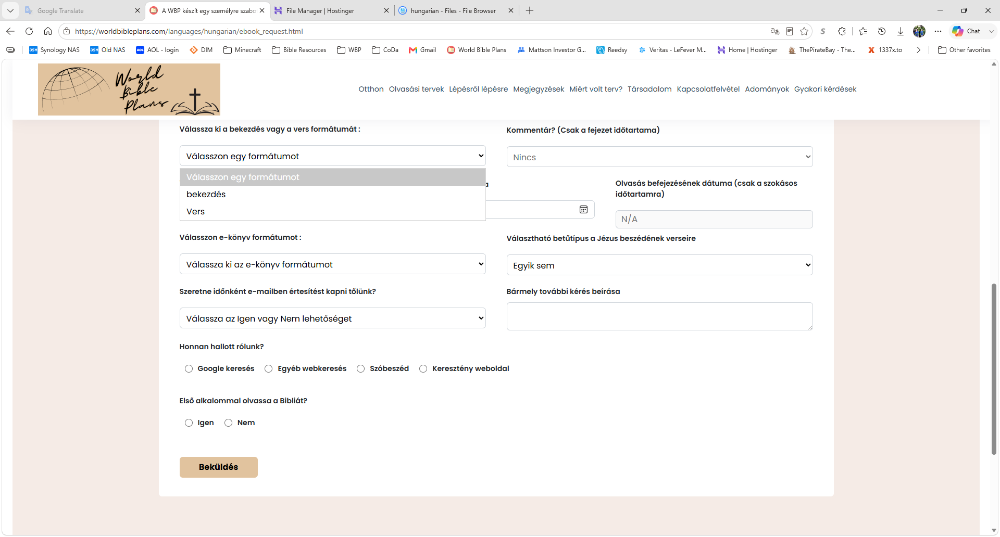 Google Translate
A WBP készít egy személyre szabo
File Manager | Hostinger
hungarian - Files - File Browser
https://worldbibleplans.com/languages/hungarian/ebook_request.html
Chat
Synology NAS
Old NAS
AOL - login
DIM
Minecraft
Bible Resources
WBP
CoDa
Gmail
World Bible Plans
Mattson Investor G...
Reedsy
Veritas - LeFever M...
Home | Hostinger
ThePirateBay - The...
1337x.to
Other favorites
World
Bible
Plans
Otthon Olvasási tervek Lépésről lépésre Megjegyzések Miért volt terv? Társadalom Kapcsolatfelvétel Adományok Gyakori kérdések
Válassza ki a bekezdés vagy a vers formátumát :
Kommentár? (Csak a fejezet időtartama)
Válasszon egy formátumot
Nincs
Válasszon egy formátumot
bekezdés
Vers
a
Olvasás befejezésének dátuma (csak a szokásos
időtartamra)
N/A
Válasszon e-könyv formátumot :
Választható betűtípus a Jézus beszédének verseire
Válassza ki az e-könyv formátumot
Egyik sem
Szeretne időnként e-mailben értesítést kapni tőlünk?
Bármely további kérés beírása
Válassza az Igen vagy Nem lehetőséget
Honnan hallott rólunk?
Google keresés Egyéb webkeresés Szóbeszéd Keresztény weboldal
Első alkalommal olvassa a Bibliát?
Igen Nem
Beküldés